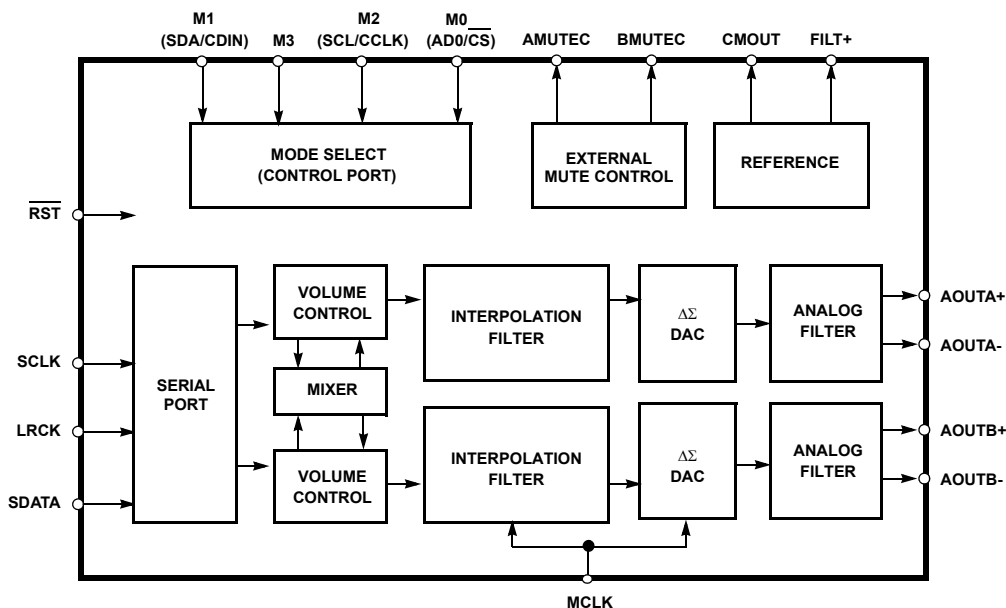 M1
(SDA/CDIN)
M3
M2
(SCL/CCLK)
M0
(AD0/CS)
AMUTEC
BMUTEC
CMOUT
FILT+
MODE SELECT
(CONTROL PORT)
EXTERNAL
MUTE CONTROL
REFERENCE
RST
SERIAL
PORT
VOLUME
CONTROL
INTERPOLATION
FILTER
ΔΣ
DAC
ANALOG
FILTER
AOUTA+
AOUTA-
SCLK
MIXER
LRCK
VOLUME
CONTROL
INTERPOLATION
FILTER
ΔΣ
DAC
ANALOG
FILTER
AOUTB+
AOUTB-
SDATA
MCLK